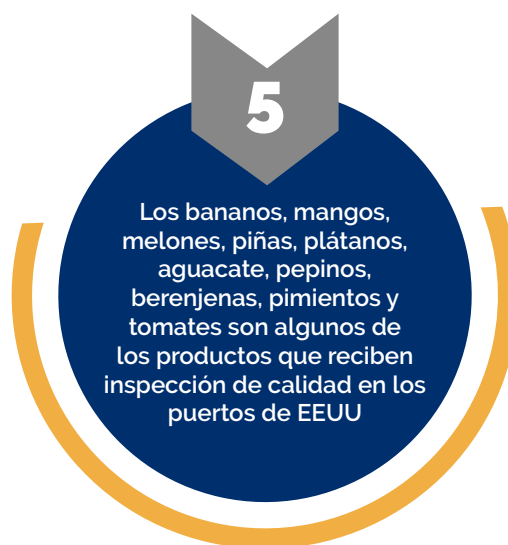 5
Los bananos, mangos,
melones, piñas, plátanos,
aguacate, pepinos,
berenjenas, pimientos y
tomates son algunos de
los productos que reciben
inspección de calidad en los
puertos de EEUU